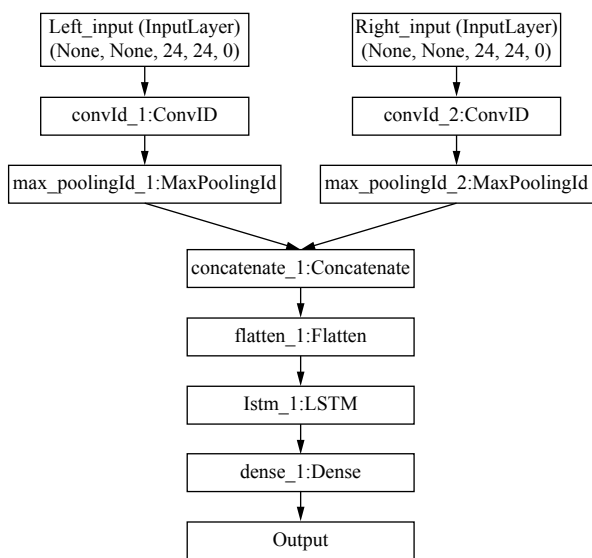 Left_input (InputLayer)
(None, None, 24, 24, 0)
Right_input (InputLayer)
(None, None, 24, 24, 0)
convId_1:ConvID
convId_2:ConvID
max_poolingId_1:MaxPoolingId
max_poolingId_2:MaxPoolingId
concatenate_1:Concatenate
flatten_1:Flatten
Istm_1:LSTM
dense_1:Dense
Output